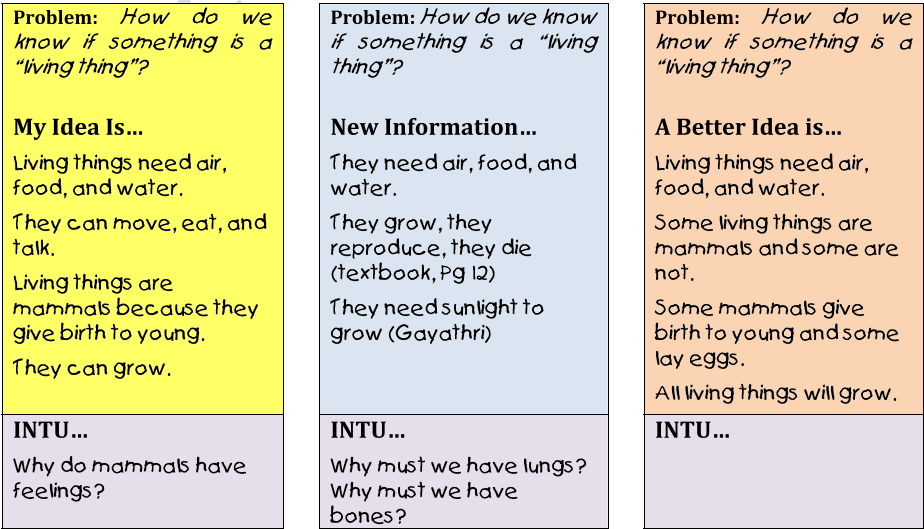 Problem: How do we
know if something is a
“living thing”?
My Idea Is…
Living things need air,
food, and water.
They can move, eat, and
talk.
Living things are
mammals because they
give birth to young.
They can grow.
INTU…
Why do mammals have
feelings?
Problem: How do we know
if something is a “living
thing”?
New Information…
They need air, food, and
water.
They grow, they
reproduce, they die
(textbook, Pg 12)
They need sunlight to
grow (Gayathri)
INTU…
Why must we have lungs?
Why must we have
bones?
Problem: How do we
know if something is a
“living thing”?
A Better Idea is…
Living things need air,
food, and water.
Some living things are
mammals and some are
not.
Some mammals give
birth to young and some
lay eggs.
All living things will grow.
INTU…